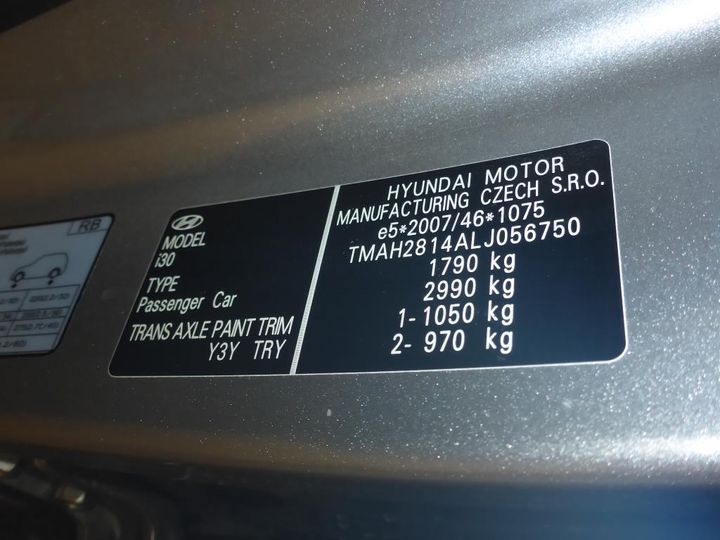 RB
MODEL
i30
TYPE
Passenger Car
TRANS AXLE PAINT TRIM
Y3Y TRY
HYUNDAI MOTOR
MANUFACTURING CZECH S.R.O.
e5*2007/46*1075
TMAH2814ALJ056750
1790 kg
2990 kg
1- 1050 kg
2- 970 kg